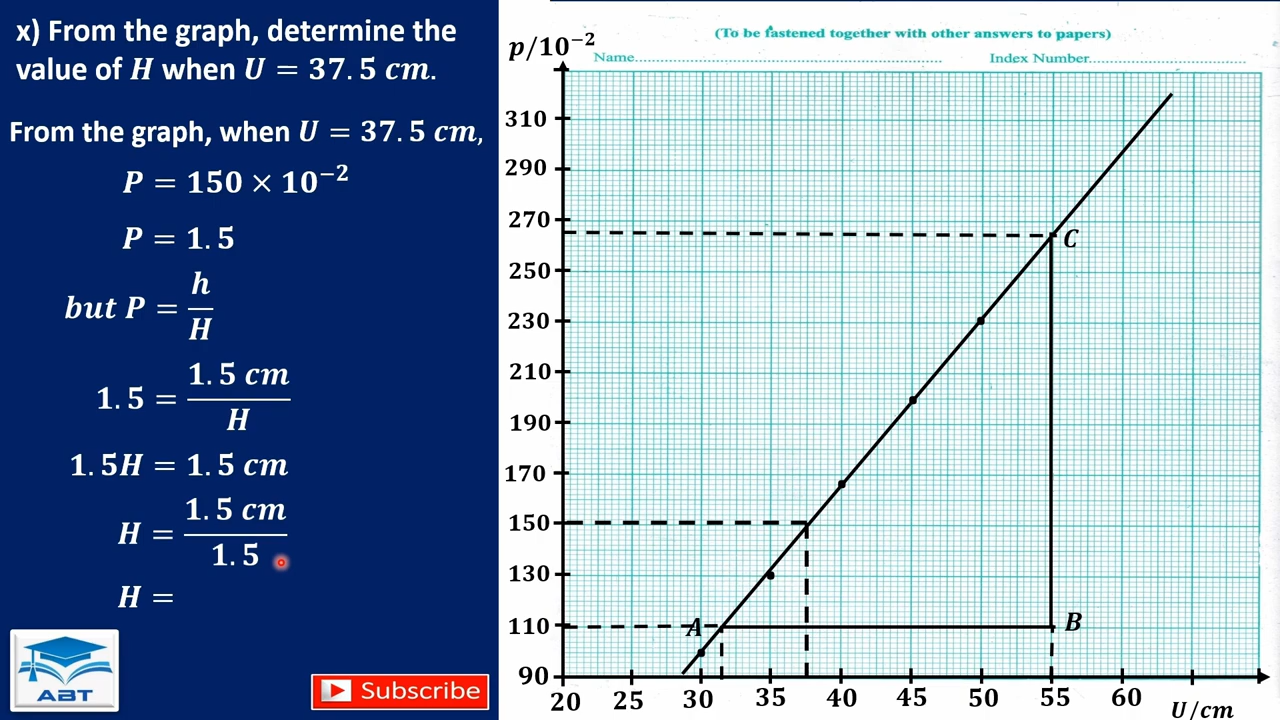 x) From the graph, determine the
value of H when U = 37.5 cm.
From the graph, when U = 37.5 cm,
P = 150 × 10⁻²
P = 1.5
but P = h/H
1.5 = 1.5 cm/H
1.5H = 1.5 cm
H = 1.5 cm/1.5
H =
ABT
Subscribe
(To be fastened together with other answers to papers)
Name
Index Number
p/10⁻²
310
290
270
250
230
210
190
170
150
130
110
90
A
B
C
20 25 30 35 40 45 50 55 60
U/cm